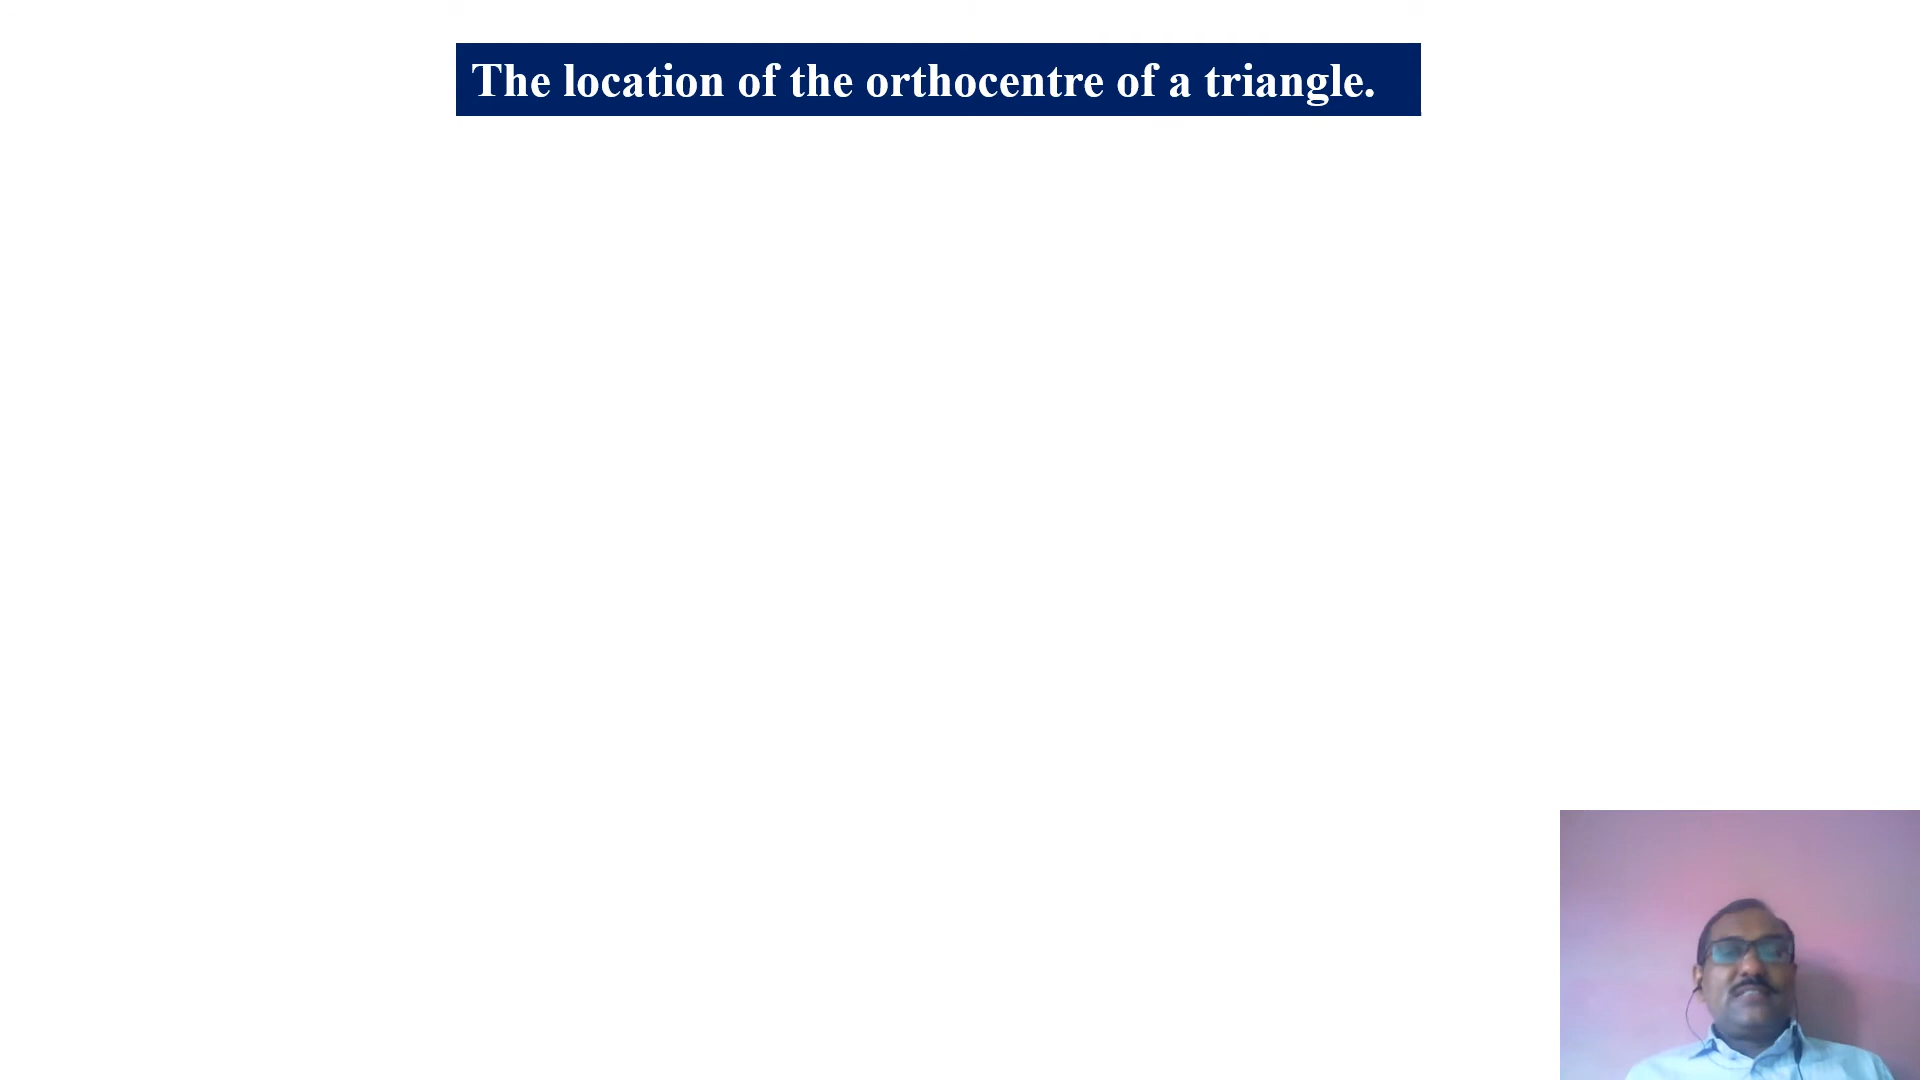 The location of the orthocentre of a triangle.